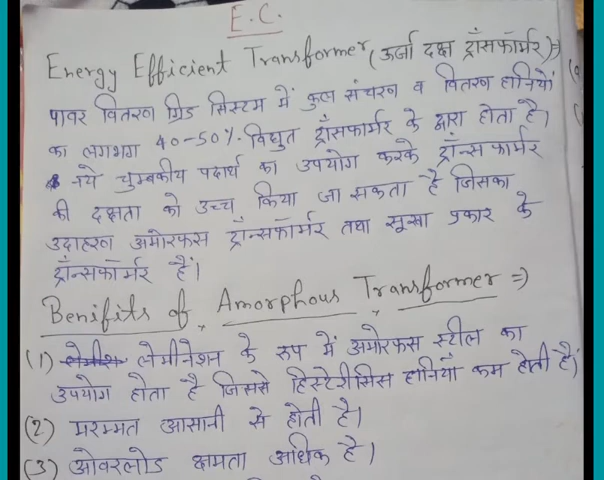 E.C.
Energy Efficient Transformer (ऊर्जा दक्ष ट्राँसफॉर्मर) ⇒
पावर वितरण ग्रिड सिस्टम में कुल संचरण व वितरण हानियों
का लगभग 40-50% विद्युत ट्राँसफार्मर के द्वारा होता है।
नये चुम्बकीय पदार्थ का उपयोग करके ट्रॉन्सफार्मर
की दक्षता को उच्च किया जा सकता है जिसका
उदाहरण अमोरफस ट्रॉन्सफॉर्मर तथा सूखा प्रकार के
ट्रॉन्सफॉर्मर हैं।
Benifits of Amorphous Transformer ⇒
(1) लेमीनेशन के रुप में अमोरफस स्टील का
उपयोग होता है जिससे हिस्टेरीसिस हानियाँ कम होती है।
(2) मरम्मत आसानी से होती है।
(3) ओवरलोड क्षमता अधिक है।